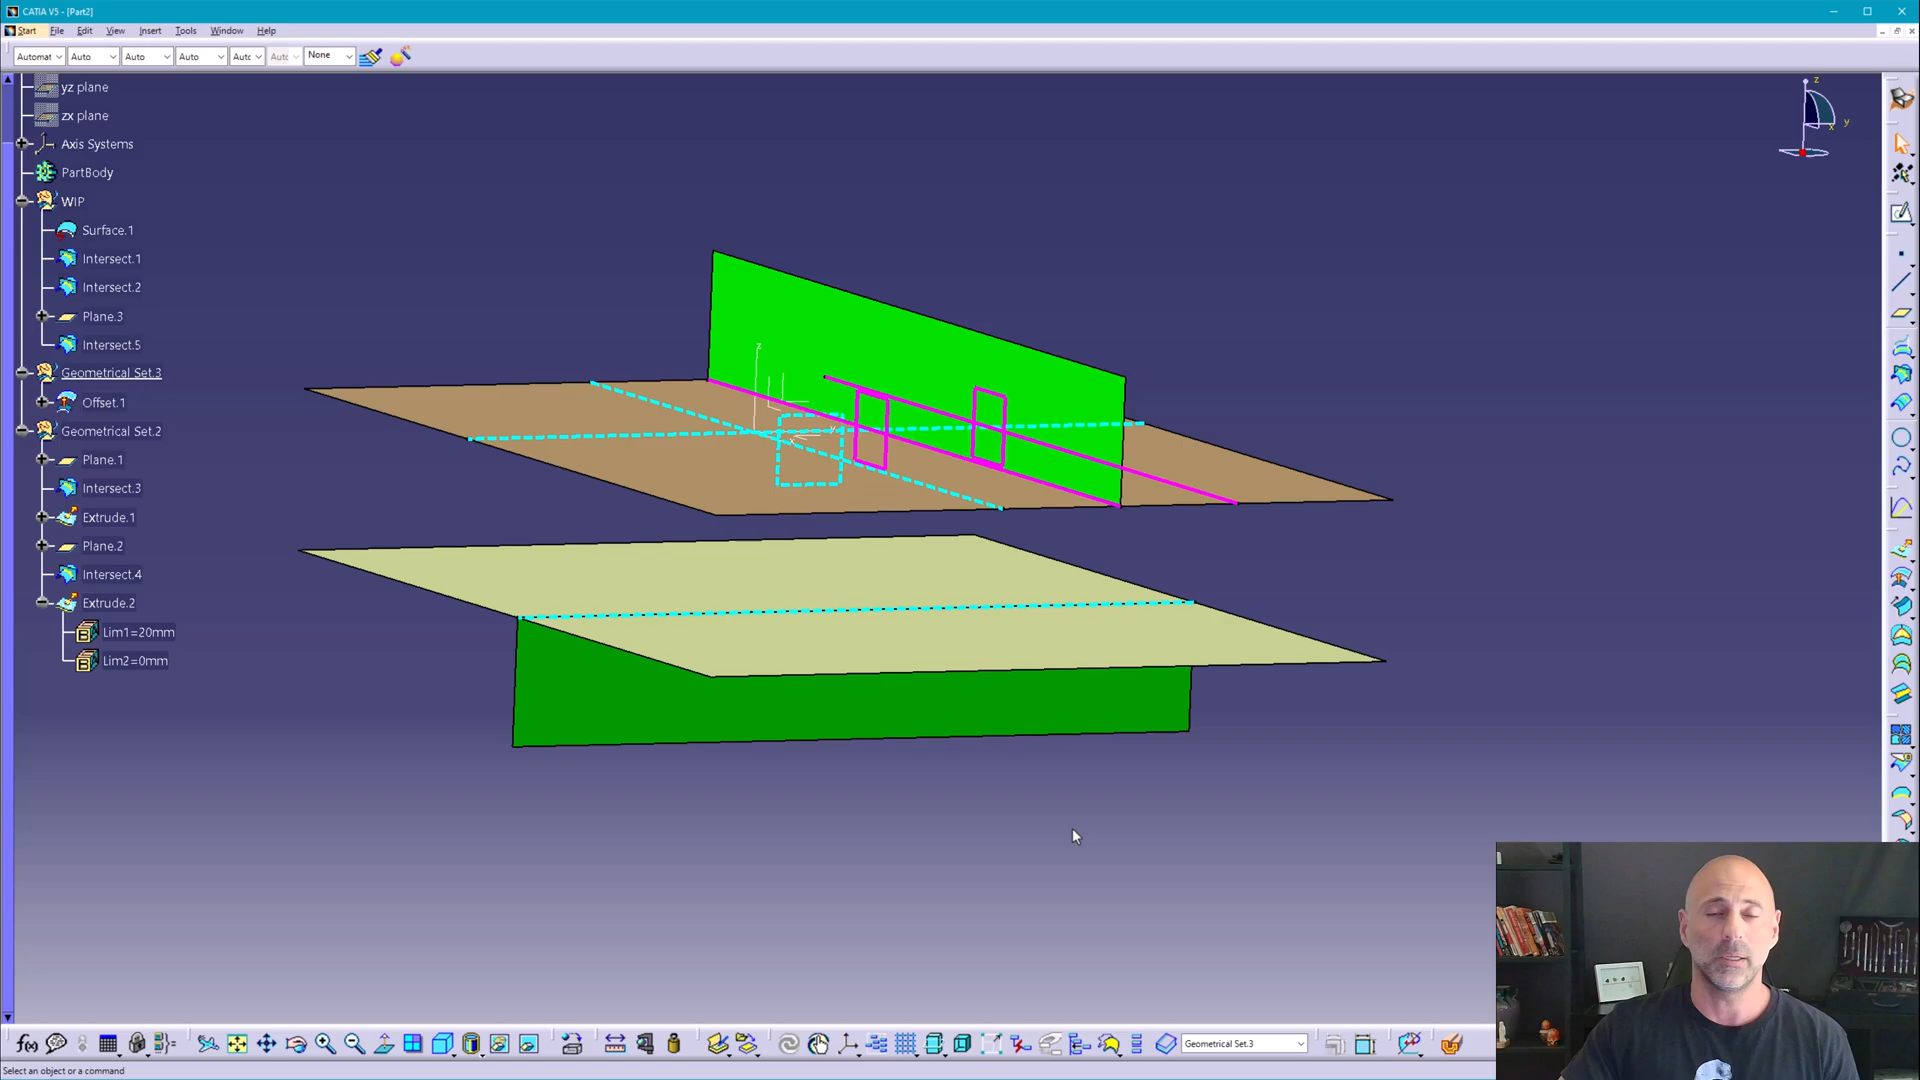 CATIA V5 - [Part2]
Start File Edit View Insert Tools Window Help
Automat Auto Auto Auto Auto None
yz plane
zx plane
Axis Systems
PartBody
WIP
Surface.1
Intersect.1
Intersect.2
Plane.3
Intersect.5
Geometrical Set.3
Offset.1
Geometrical Set.2
Plane.1
Intersect.3
Extrude.1
Plane.2
Intersect.4
Extrude.2
Lim1=20mm
Lim2=0mm
z
y
x
z
y
x
f(x)
Geometrical Set.3
Select an object or a command